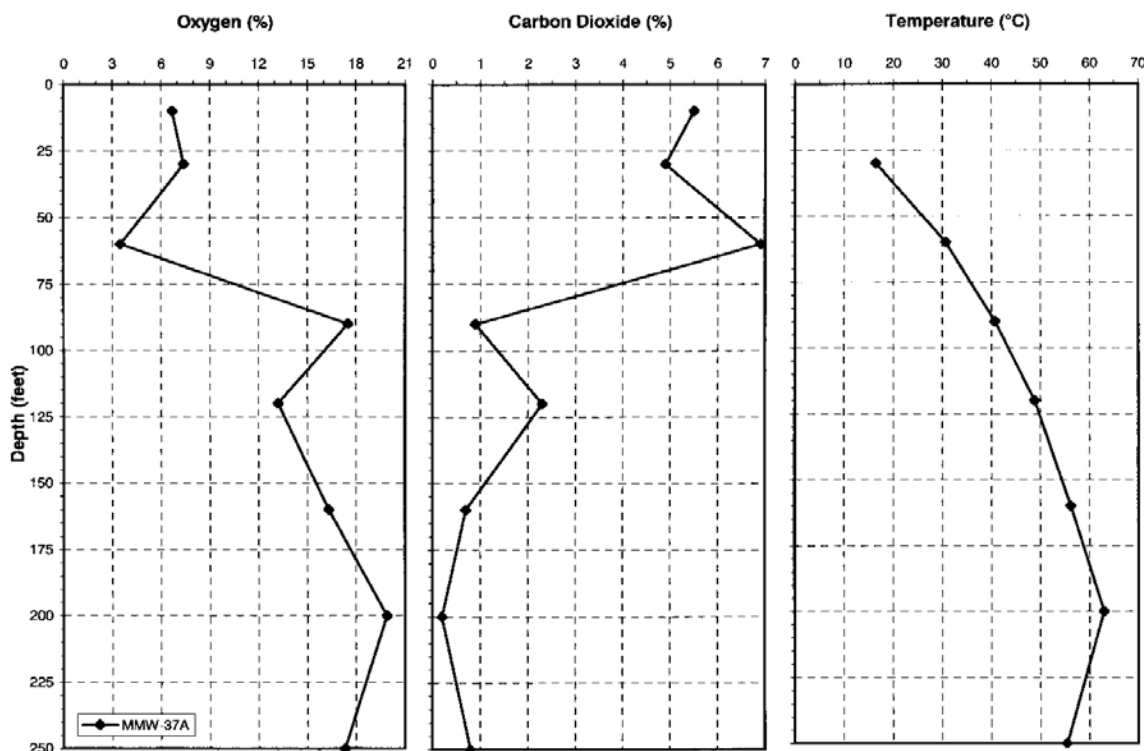 Oxygen (%) Carbon Dioxide (%) Temperature (°C)
0 3 6 9 12 15 18 21 0 1 2 3 4 5 6 7 0 10 20 30 40 50 60 70
0
25
50
75
100
125
150
175
200
225
250
Depth (feet)
MMW-37A